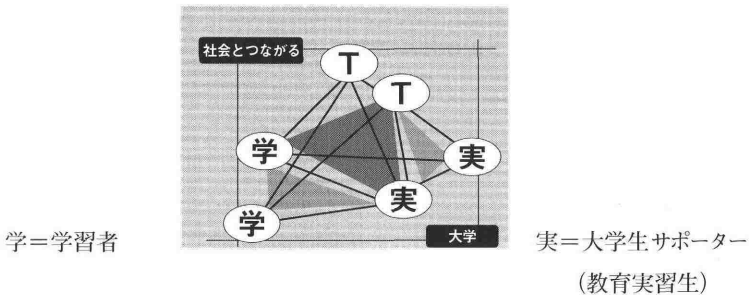 社会とつながる
T
T
学
実
実
学
大学
学＝学習者
実＝大学生サポーター
（教育実習生）